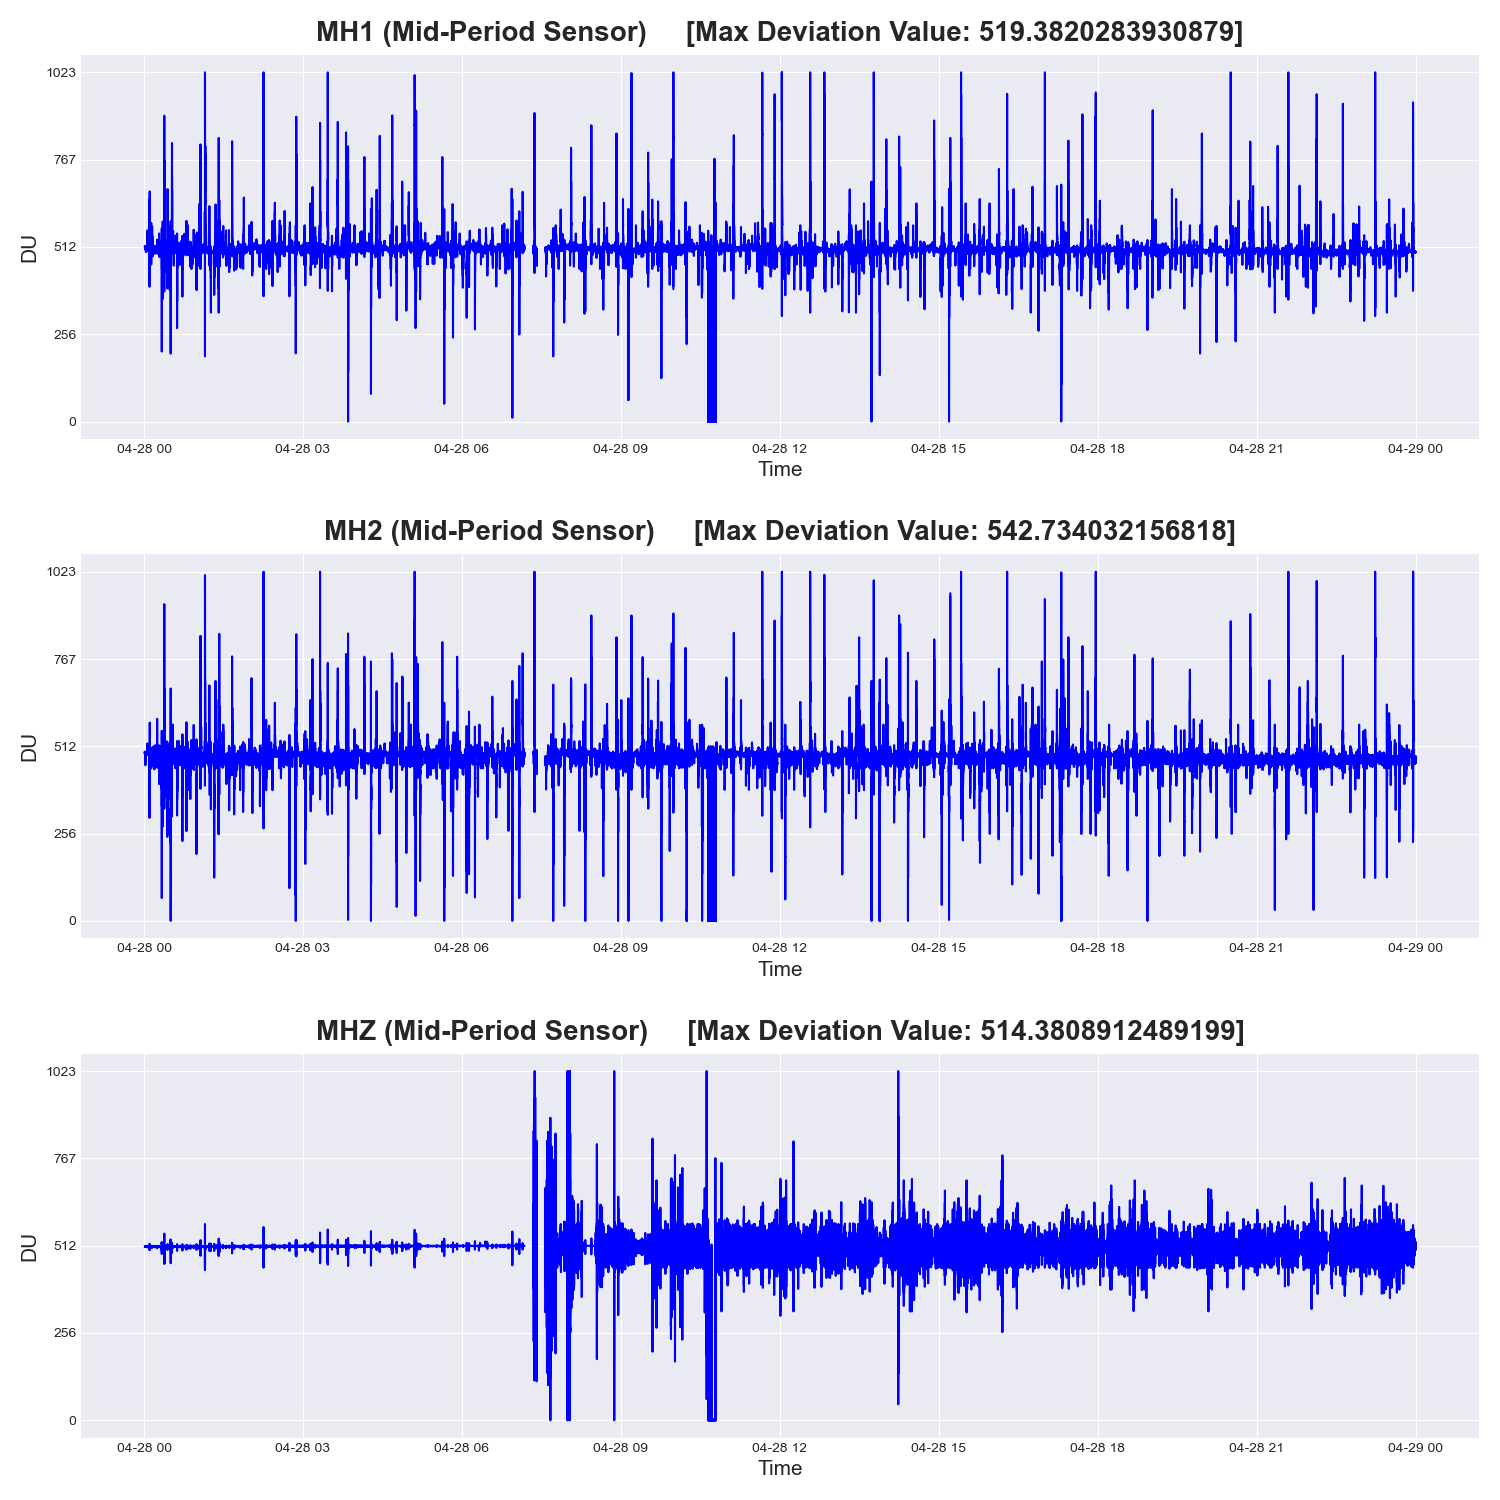 MH1 (Mid-Period Sensor) [Max Deviation Value: 519.3820283930879]
1023
767
512
256
0
DU
04-28 00 04-28 03 04-28 06 04-28 09 04-28 12 04-28 15 04-28 18 04-28 21 04-29 00
Time
MH2 (Mid-Period Sensor) [Max Deviation Value: 542.734032156818]
1023
767
512
256
0
DU
04-28 00 04-28 03 04-28 06 04-28 09 04-28 12 04-28 15 04-28 18 04-28 21 04-29 00
Time
MHZ (Mid-Period Sensor) [Max Deviation Value: 514.3808912489199]
1023
767
512
256
0
DU
04-28 00 04-28 03 04-28 06 04-28 09 04-28 12 04-28 15 04-28 18 04-28 21 04-29 00
Time